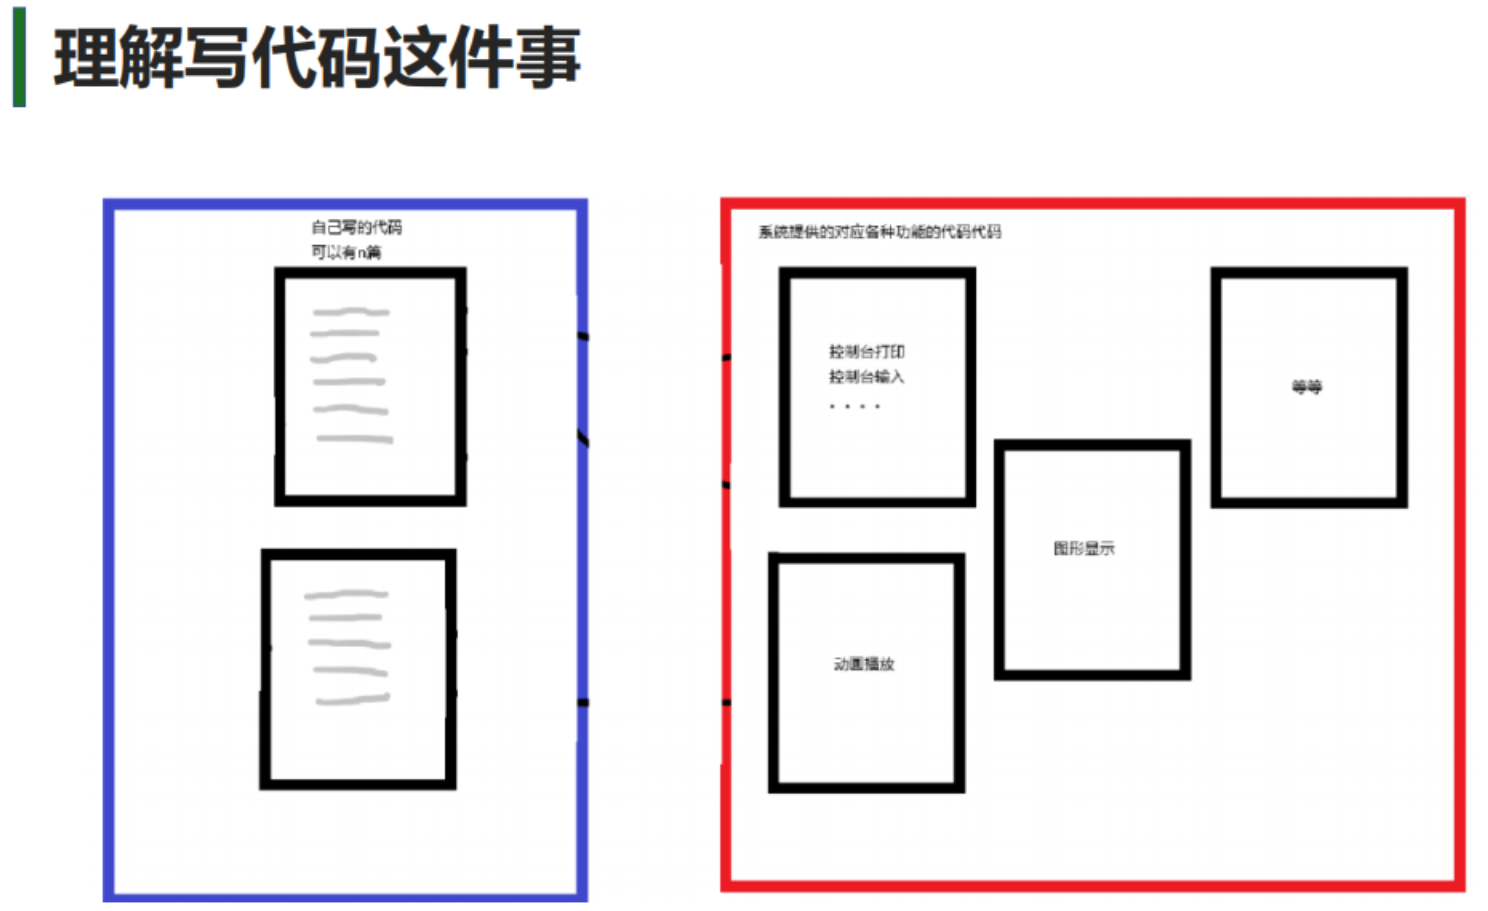 理解写代码这件事
自己写的代码
可以有n篇
系统提供的对应各种功能的代码代码
控制台打印
控制台输入
. . . .
等等
图形显示
动画播放